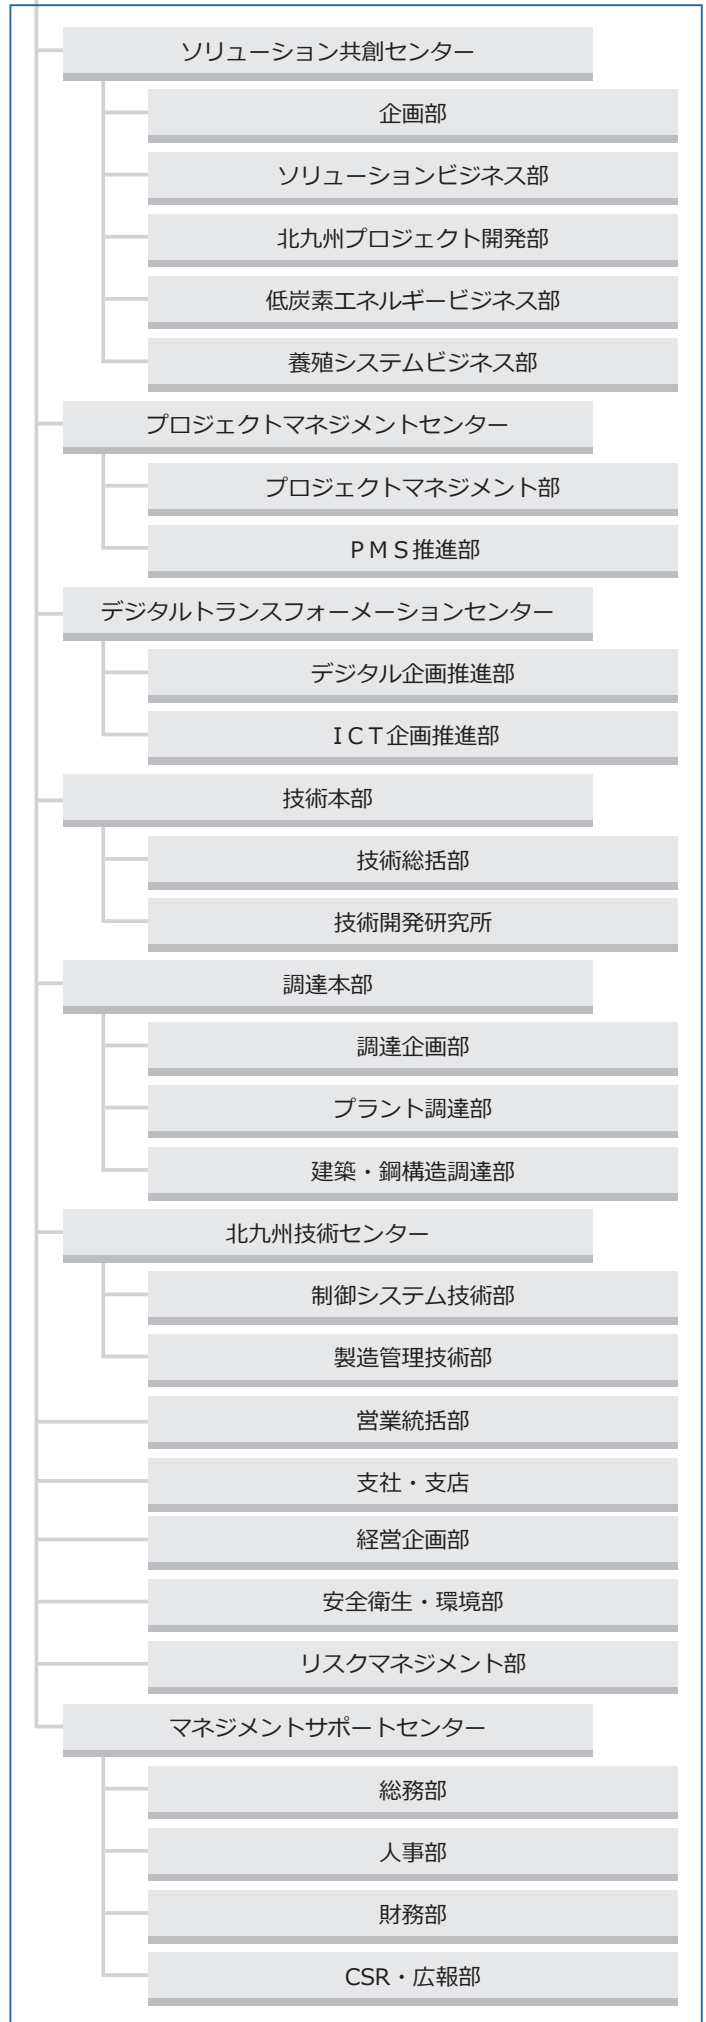 ソリューション共創センター
企画部
ソリューションビジネス部
北九州プロジェクト開発部
低炭素エネルギービジネス部
養殖システムビジネス部
プロジェクトマネジメントセンター
プロジェクトマネジメント部
ＰＭＳ推進部
デジタルトランスフォーメーションセンター
デジタル企画推進部
ＩＣＴ企画推進部
技術本部
技術総括部
技術開発研究所
調達本部
調達企画部
プラント調達部
建築・鋼構造調達部
北九州技術センター
制御システム技術部
製造管理技術部
営業統括部
支社・支店
経営企画部
安全衛生・環境部
リスクマネジメント部
マネジメントサポートセンター
総務部
人事部
財務部
CSR・広報部